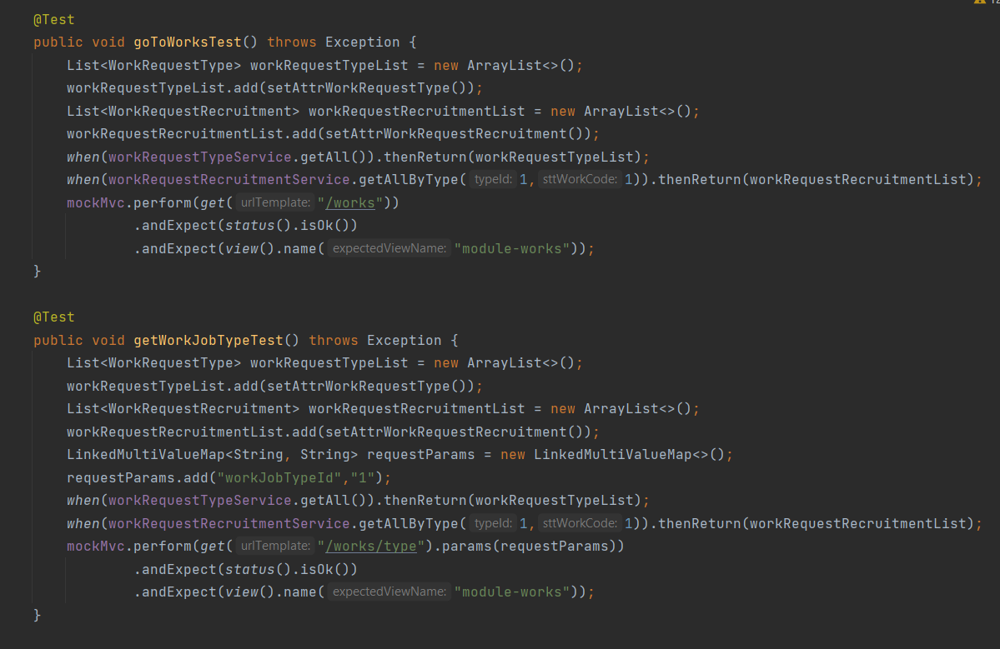 @Test
public void goToWorksTest() throws Exception {
List<WorkRequestType> workRequestTypeList = new ArrayList<>();
workRequestTypeList.add(setAttrWorkRequestType());
List<WorkRequestRecruitment> workRequestRecruitmentList = new ArrayList<>();
workRequestRecruitmentList.add(setAttrWorkRequestRecruitment());
when(workRequestTypeService.getAll()).thenReturn(workRequestTypeList);
when(workRequestRecruitmentService.getAllByType( typeId: 1, sttWorkCode: 1)).thenReturn(workRequestRecruitmentList);
mockMvc.perform(get( urlTemplate: "/works"))
.andExpect(status().isOk())
.andExpect(view().name( expectedViewName: "module-works"));
}
@Test
public void getWorkJobTypeTest() throws Exception {
List<WorkRequestType> workRequestTypeList = new ArrayList<>();
workRequestTypeList.add(setAttrWorkRequestType());
List<WorkRequestRecruitment> workRequestRecruitmentList = new ArrayList<>();
workRequestRecruitmentList.add(setAttrWorkRequestRecruitment());
LinkedMultiValueMap<String, String> requestParams = new LinkedMultiValueMap<>();
requestParams.add("workJobTypeId","1");
when(workRequestTypeService.getAll()).thenReturn(workRequestTypeList);
when(workRequestRecruitmentService.getAllByType( typeId: 1, sttWorkCode: 1)).thenReturn(workRequestRecruitmentList);
mockMvc.perform(get( urlTemplate: "/works/type").params(requestParams))
.andExpect(status().isOk())
.andExpect(view().name( expectedViewName: "module-works"));
}